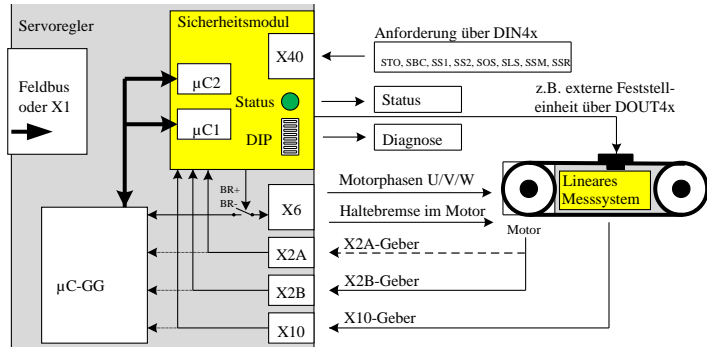 Servoregler
Sicherheitsmodul
X40
Anforderung über DIN4x
STO, SBC, SS1, SS2, SOS, SLS, SSM, SSR
Feldbus
oder X1
µC2
Status
Status
z.B. externe Feststell-
einheit über DOUT4x
µC1
DIP
Diagnose
BR+
BR-
X6
Motorphasen U/V/W
Haltebremse im Motor
Lineares
Messsystem
Motor
X2A
X2A-Geber
µC-GG
X2B
X2B-Geber
X10
X10-Geber